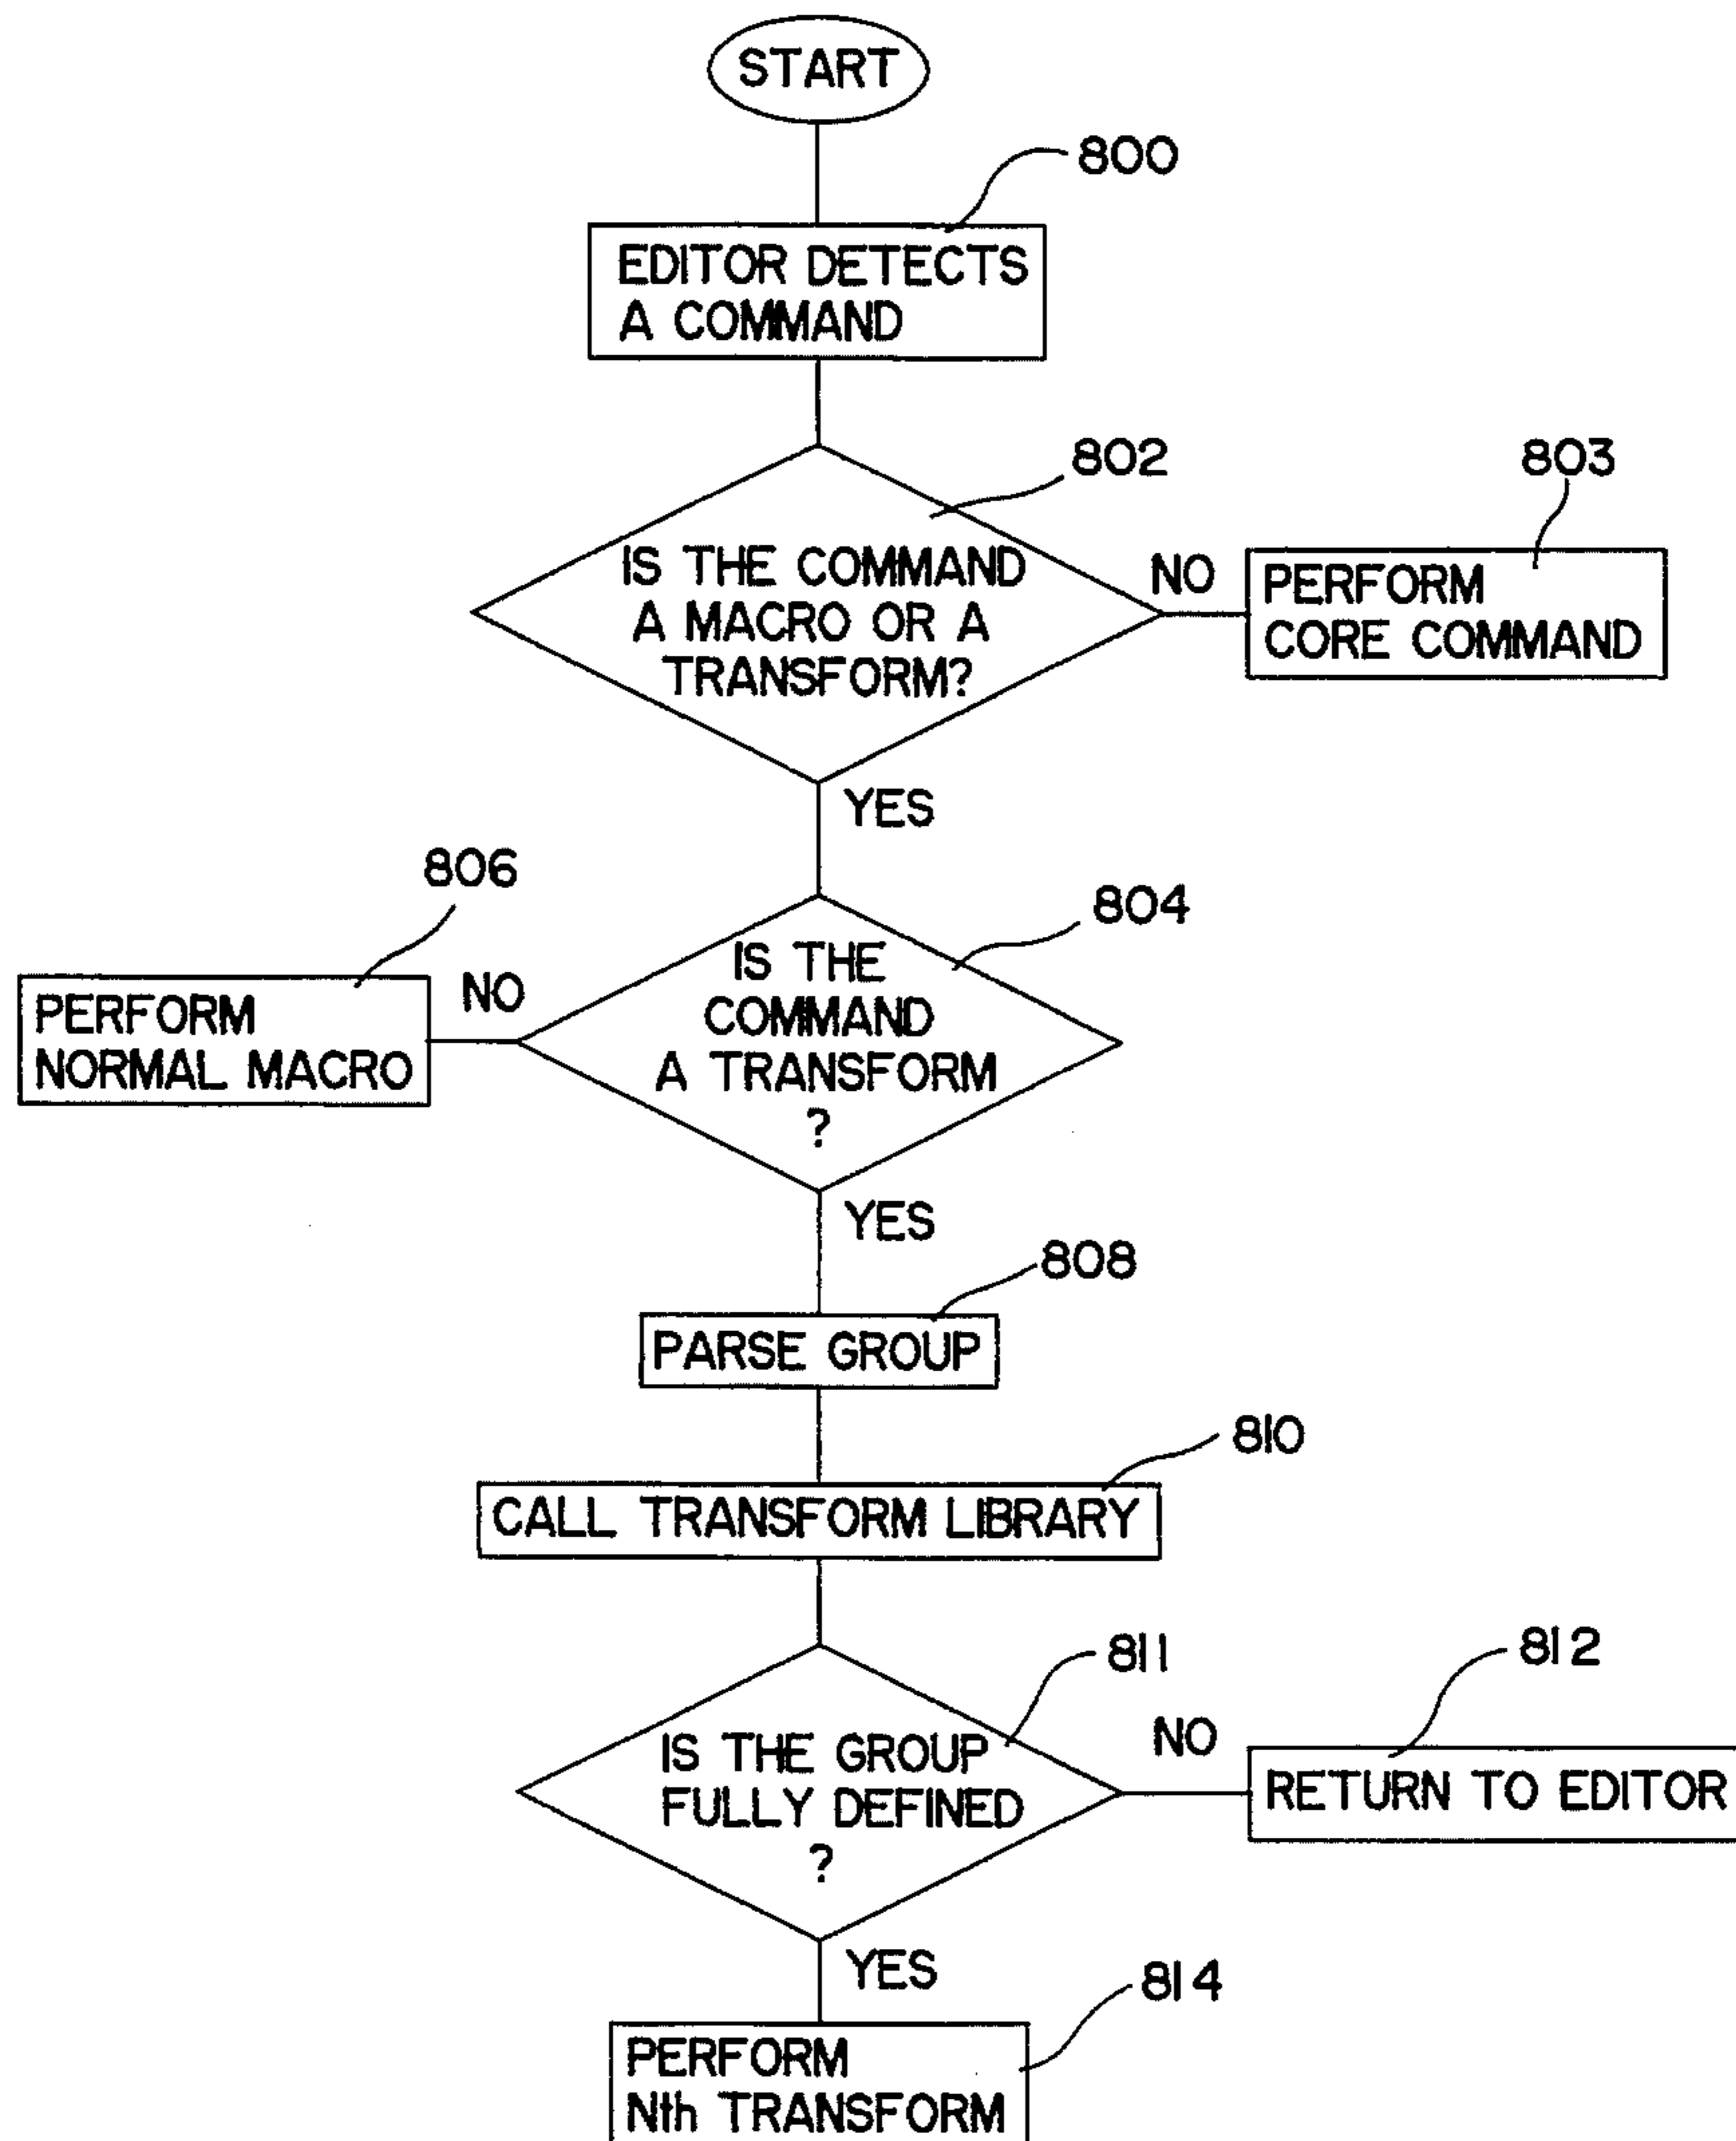 START
800
EDITOR DETECTS
A COMMAND
802
803
IS THE COMMAND
A MACRO OR A
TRANSFORM?
NO
PERFORM
CORE COMMAND
YES
806
804
IS THE
COMMAND
A TRANSFORM
?
NO
PERFORM
NORMAL MACRO
YES
808
PARSE GROUP
810
CALL TRANSFORM LIBRARY
811
812
IS THE GROUP
FULLY DEFINED
?
NO
RETURN TO EDITOR
YES
814
PERFORM
Nth TRANSFORM